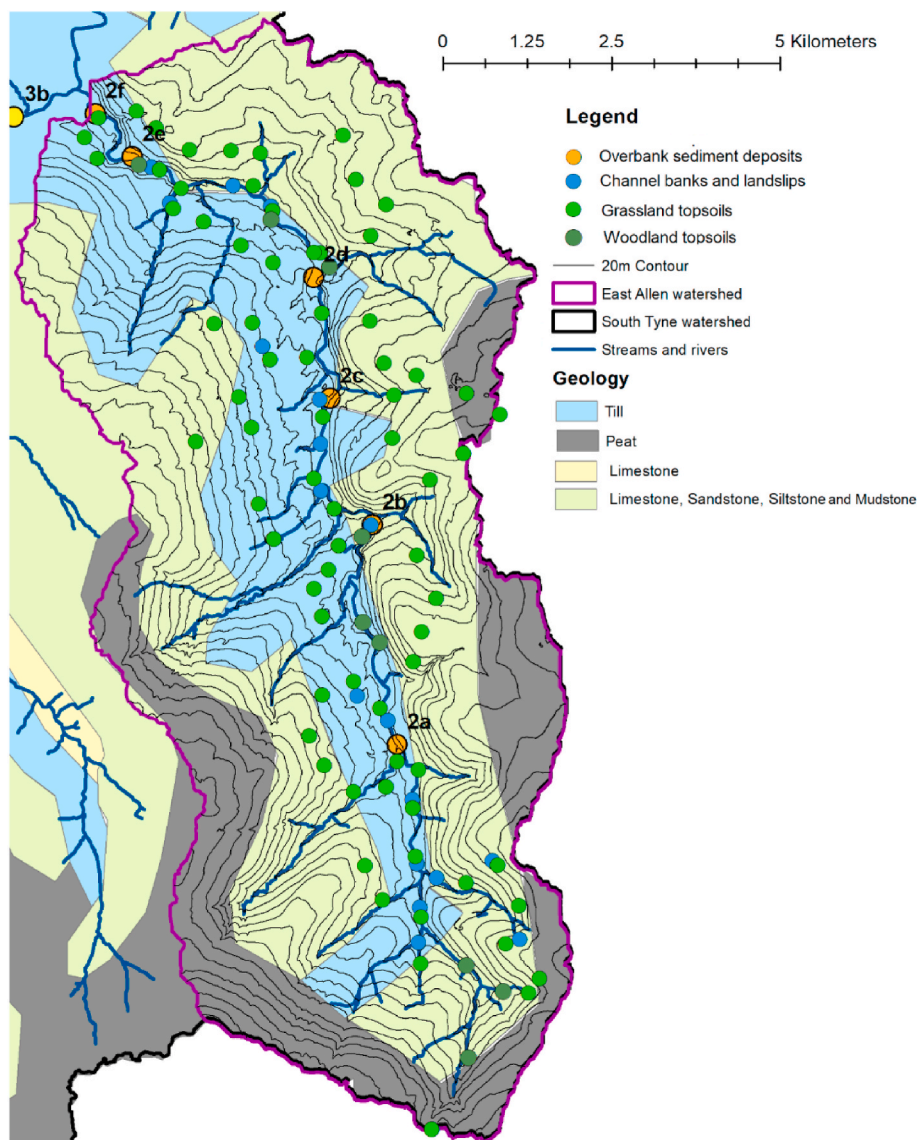 0 1.25 2.5 5 Kilometers
3b
2f
2e
2d
2c
2b
2a
Legend
Overbank sediment deposits
Channel banks and landslips
Grassland topsoils
Woodland topsoils
20m Contour
East Allen watershed
South Tyne watershed
Streams and rivers
Geology
Till
Peat
Limestone
Limestone, Sandstone, Siltstone and Mudstone